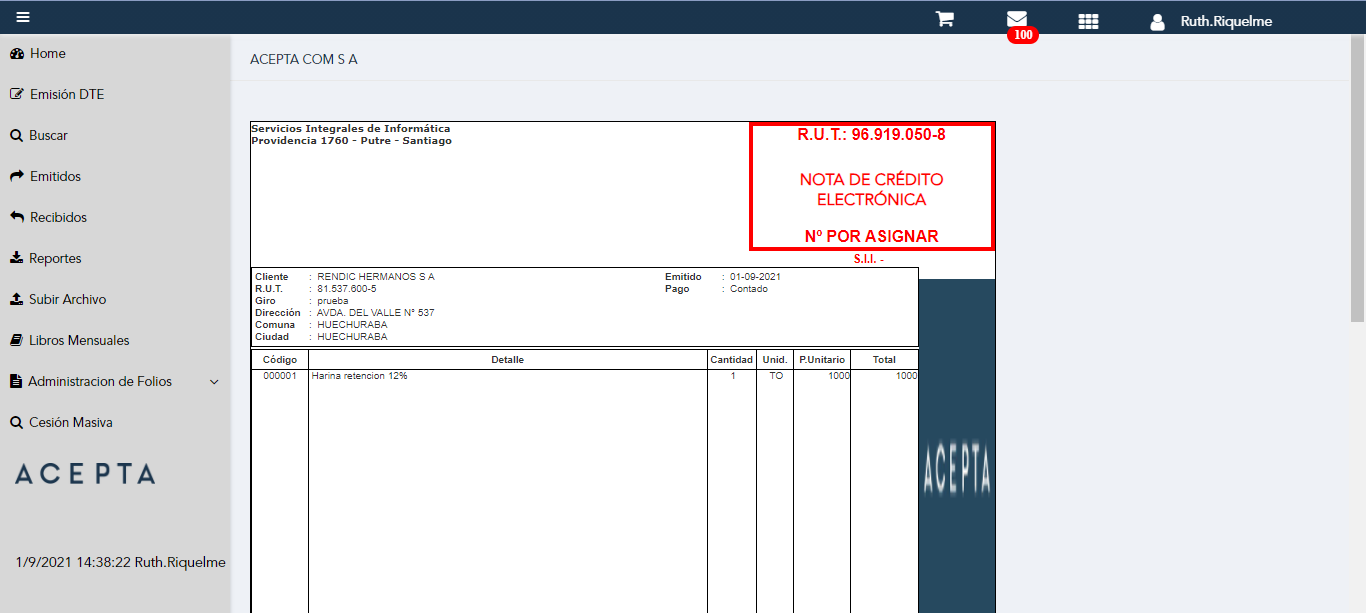 Ruth.Riquelme
100
Home
Emisión DTE
Buscar
Emitidos
Recibidos
Reportes
Subir Archivo
Libros Mensuales
Administracion de Folios
Cesión Masiva
ACEPTA
1/9/2021 14:38:22 Ruth.Riquelme
ACEPTA COM S A
Servicios Integrales de Informática
Providencia 1760 - Putre - Santiago
R.U.T.: 96.919.050-8
NOTA DE CRÉDITO
ELECTRÓNICA
Nº POR ASIGNAR
S.I.I. -
Cliente : RENDIC HERMANOS S A Emitido : 01-09-2021
R.U.T. : 81.537.600-5 Pago : Contado
Giro : prueba
Dirección : AVDA. DEL VALLE N° 537
Comuna : HUECHURABA
Ciudad : HUECHURABA
Código Detalle Cantidad Unid. P.Unitario Total
000001 Harina retencion 12% 1 TO 1000 1000
ACEPTA